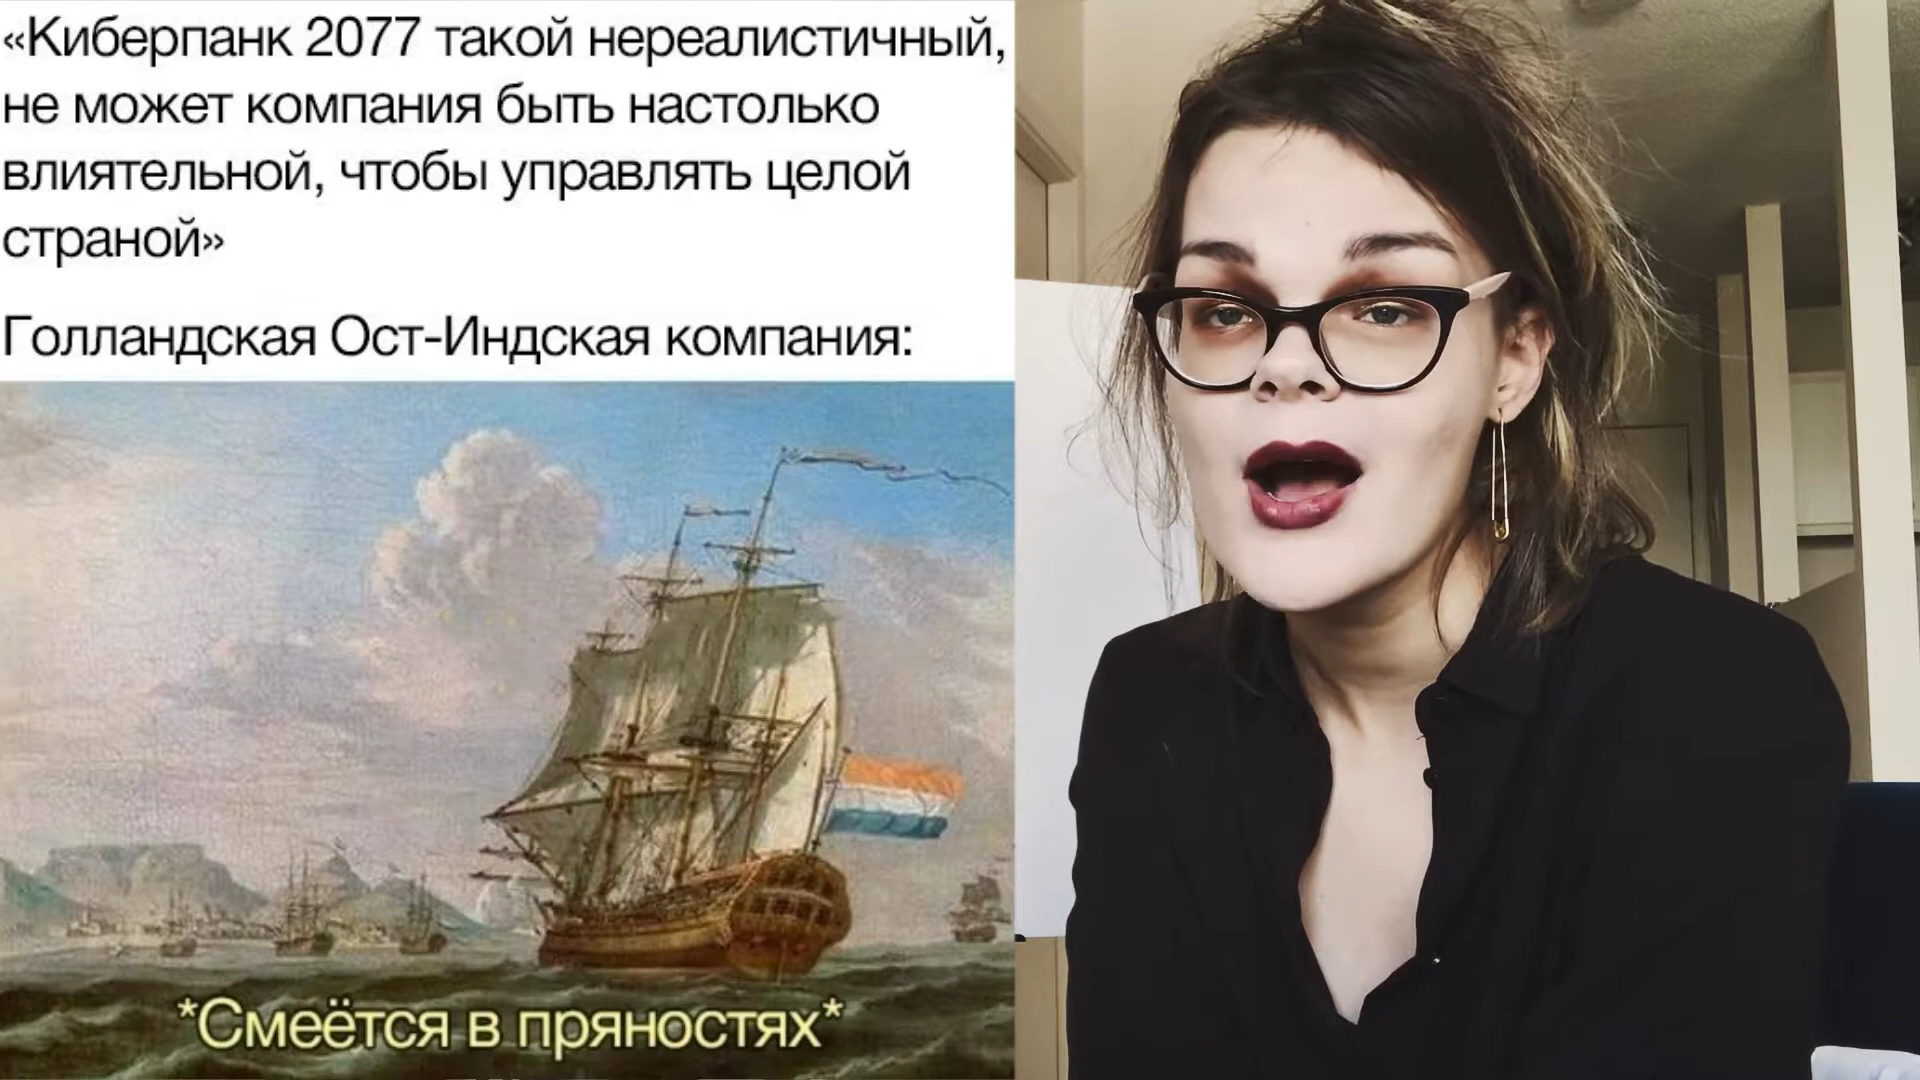 «Киберпанк 2077 такой нереалистичный,
не может компания быть настолько
влиятельной, чтобы управлять целой
страной»
Голландская Ост-Индская компания:
*Смеётся в пряностях*